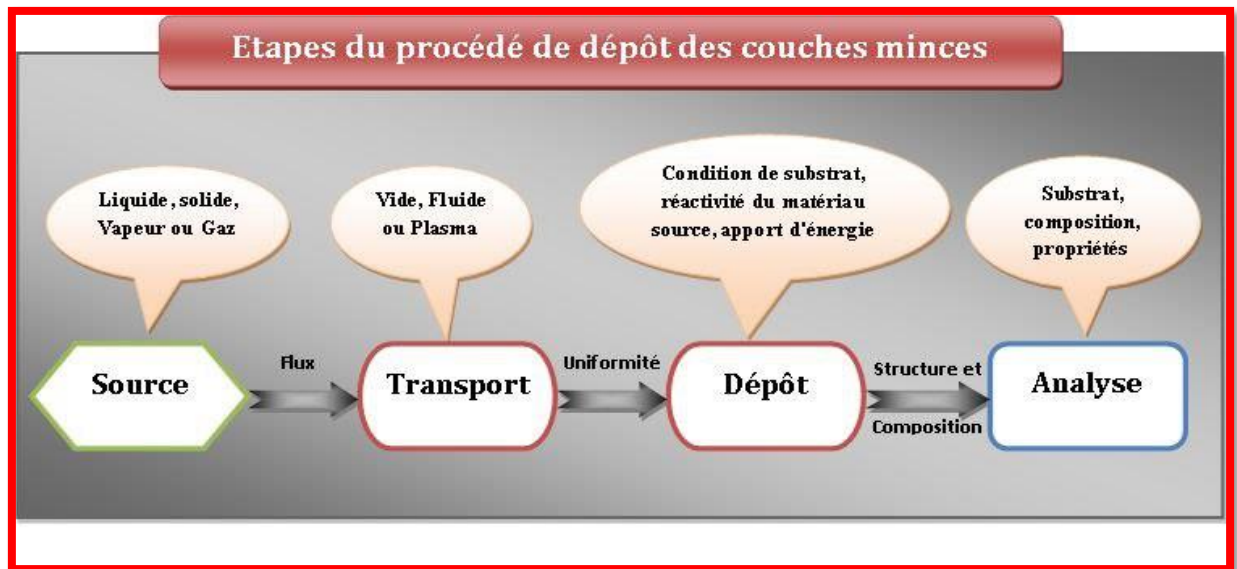 Etapes du procédé de dépôt des couches minces
Liquide, solide,
Vapeur ou Gaz
Vide, Fluide
ou Plasma
Condition de substrat,
réactivité du matériau
source, apport d'énergie
Substrat,
composition,
propriétés
Source
Flux
Transport
Uniformité
Dépôt
Structure et
Composition
Analyse